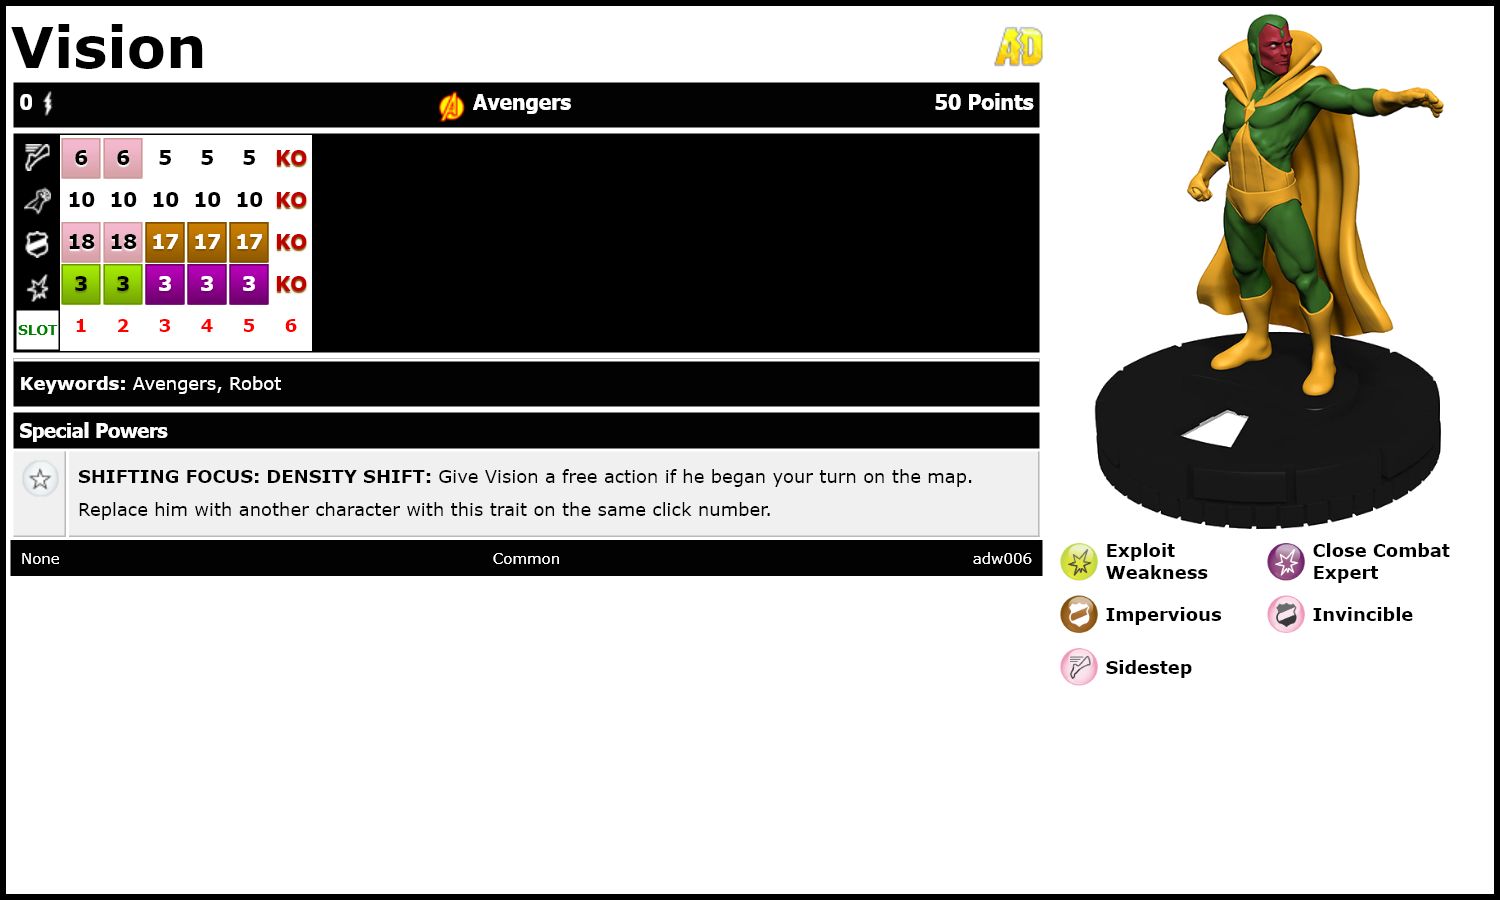 Vision
AD
0 Avengers 50 Points
6 6 5 5 5 KO
10 10 10 10 10 KO
18 18 17 17 17 KO
3 3 3 3 3 KO
SLOT 1 2 3 4 5 6
Keywords: Avengers, Robot
Special Powers
SHIFTING FOCUS: DENSITY SHIFT: Give Vision a free action if he began your turn on the map.
Replace him with another character with this trait on the same click number.
None Common adw006
Exploit
Weakness
Close Combat
Expert
Impervious
Invincible
Sidestep